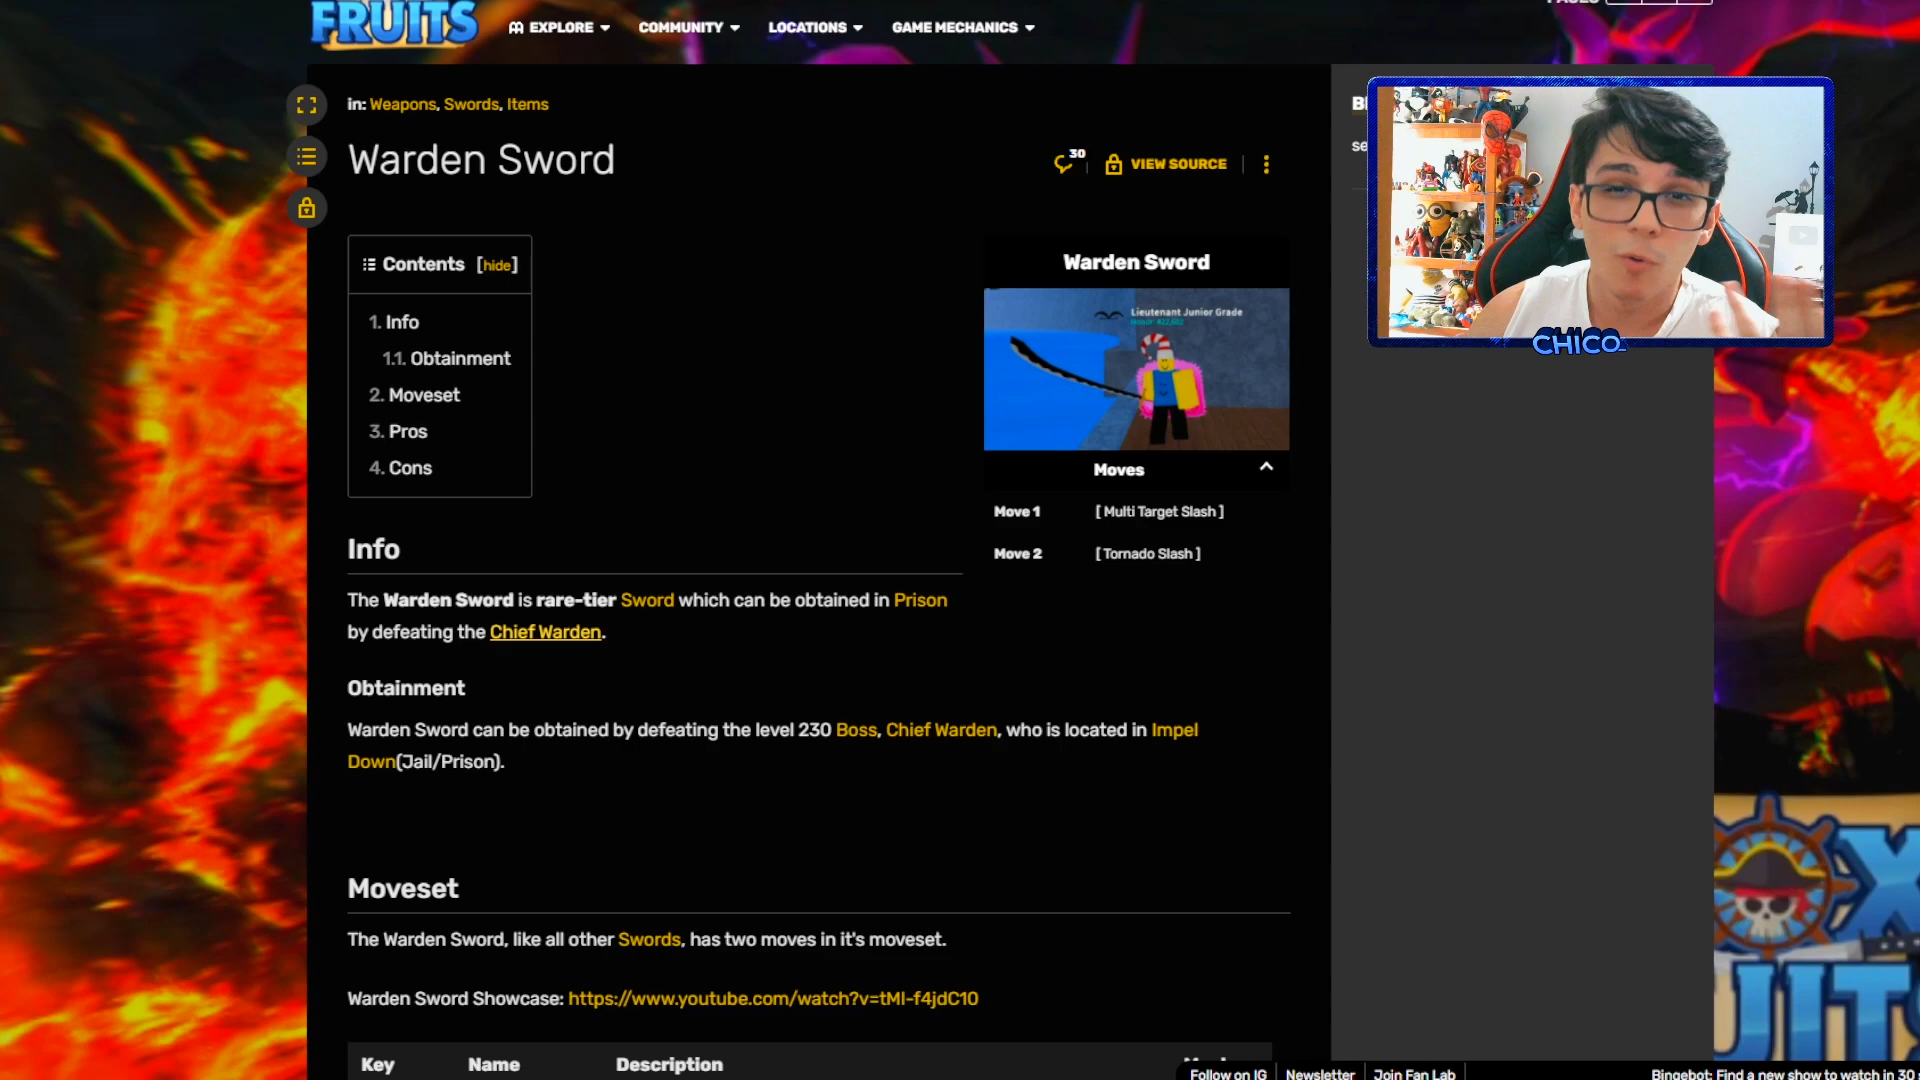 FRUITS
EXPLORE
COMMUNITY
LOCATIONS
GAME MECHANICS
in: Weapons, Swords, Items
Warden Sword
30
VIEW SOURCE
Contents [hide]
1. Info
1.1. Obtainment
2. Moveset
3. Pros
4. Cons
Warden Sword
Lieutenant Junior Grade
Moves
Move 1 [ Multi Target Slash ]
Move 2 [ Tornado Slash ]
CHICO_
Info
The Warden Sword is rare-tier Sword which can be obtained in Prison
by defeating the Chief Warden.
Obtainment
Warden Sword can be obtained by defeating the level 230 Boss, Chief Warden, who is located in Impel
Down(Jail/Prison).
Moveset
The Warden Sword, like all other Swords, has two moves in it's moveset.
Warden Sword Showcase: https://www.youtube.com/watch?v=tMl-f4jdC10
Key Name Description
Follow on IG
Newsletter
Join Fan Lab
Bingebot: Find a new show to watch in 30